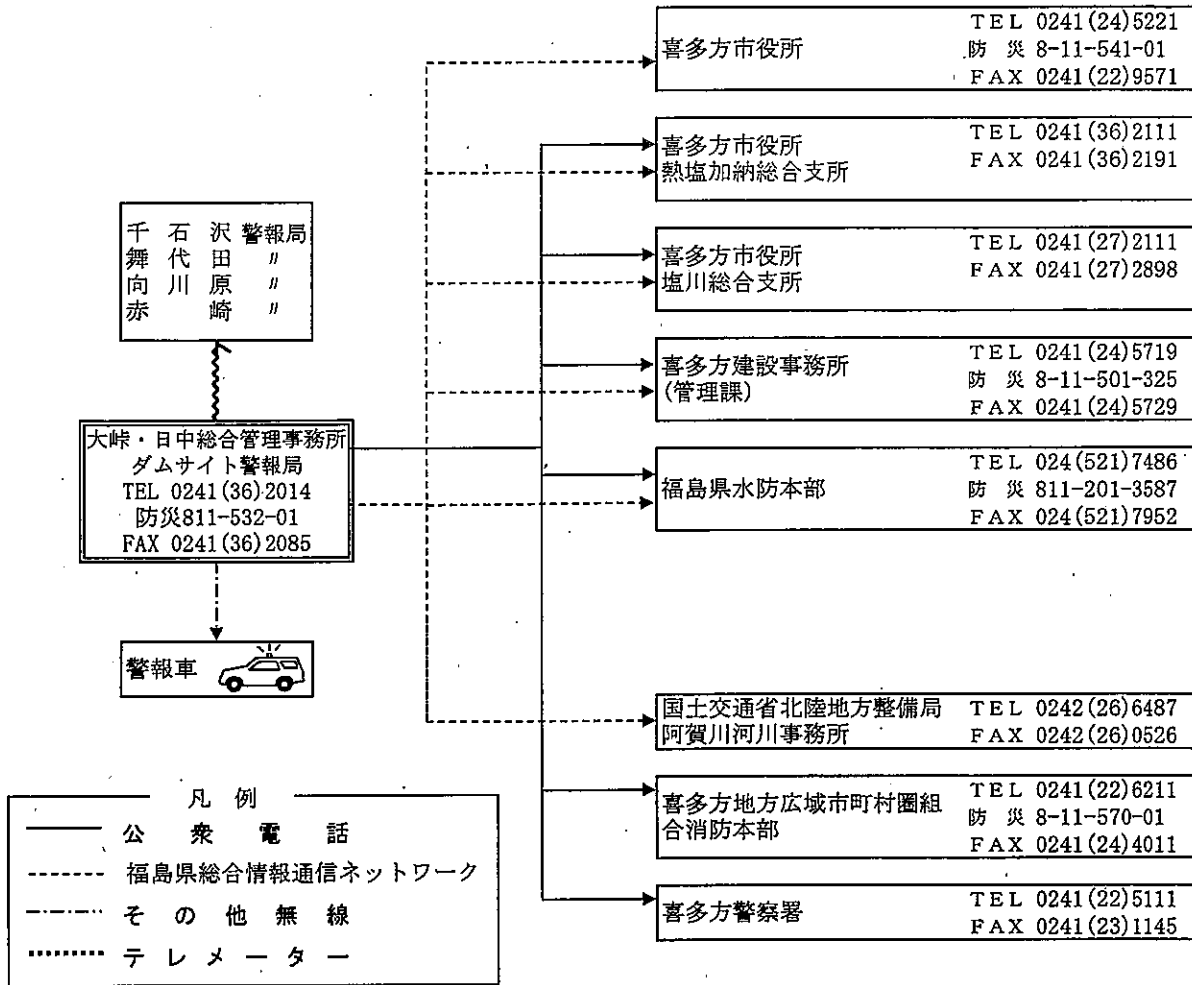 喜多方市役所
TEL 0241(24)5221
防災 8-11-541-01
FAX 0241(22)9571
喜多方市役所
熱塩加納総合支所
TEL 0241(36)2111
FAX 0241(36)2191
千石沢警報局
舞代田 〃
向川原 〃
赤崎 〃
喜多方市役所
塩川総合支所
TEL 0241(27)2111
FAX 0241(27)2898
喜多方建設事務所
(管理課)
TEL 0241(24)5719
防災 8-11-501-325
FAX 0241(24)5729
大峠・日中総合管理事務所
ダムサイト警報局
TEL 0241(36)2014
防災811-532-01
FAX 0241(36)2085
福島県水防本部
TEL 024(521)7486
防災 811-201-3587
FAX 024(521)7952
警報車
国土交通省北陸地方整備局
阿賀川河川事務所
TEL 0242(26)6487
FAX 0242(26)0526
喜多方地方広域市町村圏組
合消防本部
TEL 0241(22)6211
防災 8-11-570-01
FAX 0241(24)4011
喜多方警察署
TEL 0241(22)5111
FAX 0241(23)1145
凡例
公衆電話
福島県総合情報通信ネットワーク
その他無線
テレメーター